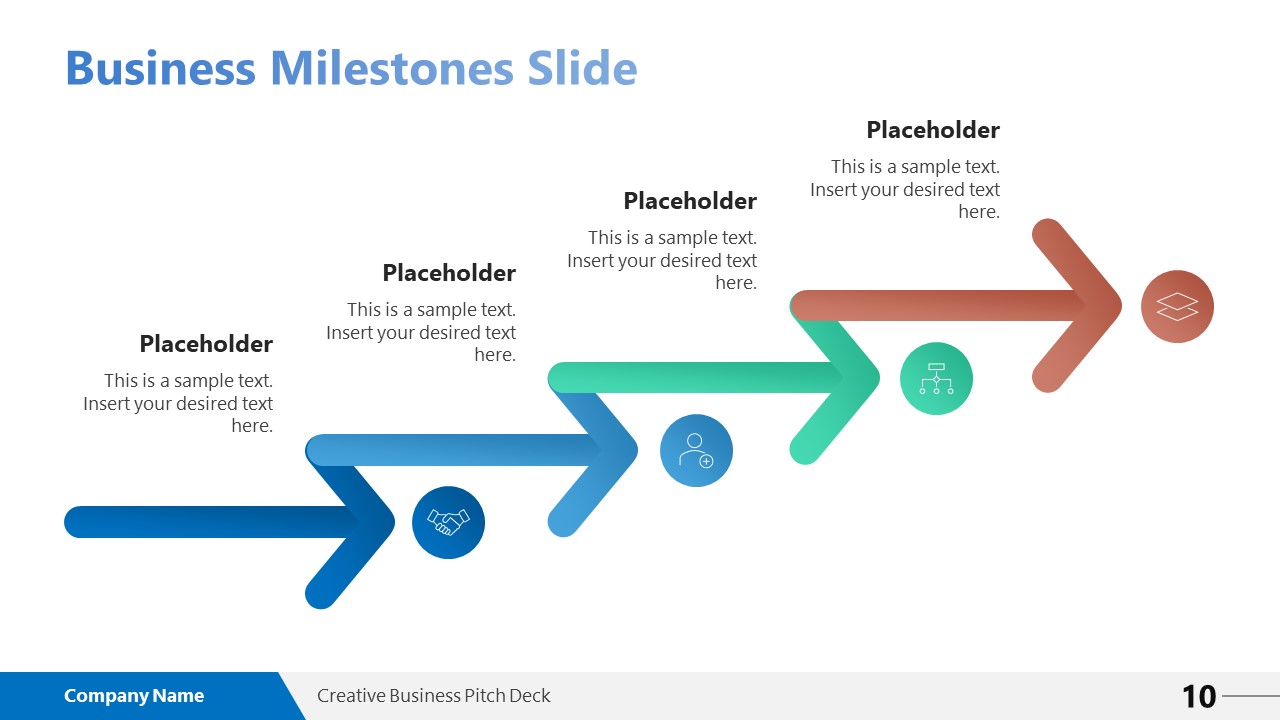 Business Milestones Slide
Placeholder
This is a sample text.
Insert your desired text
here.
Placeholder
This is a sample text.
Insert your desired text
here.
Placeholder
This is a sample text.
Insert your desired text
here.
Placeholder
This is a sample text.
Insert your desired text
here.
Company Name
Creative Business Pitch Deck
10